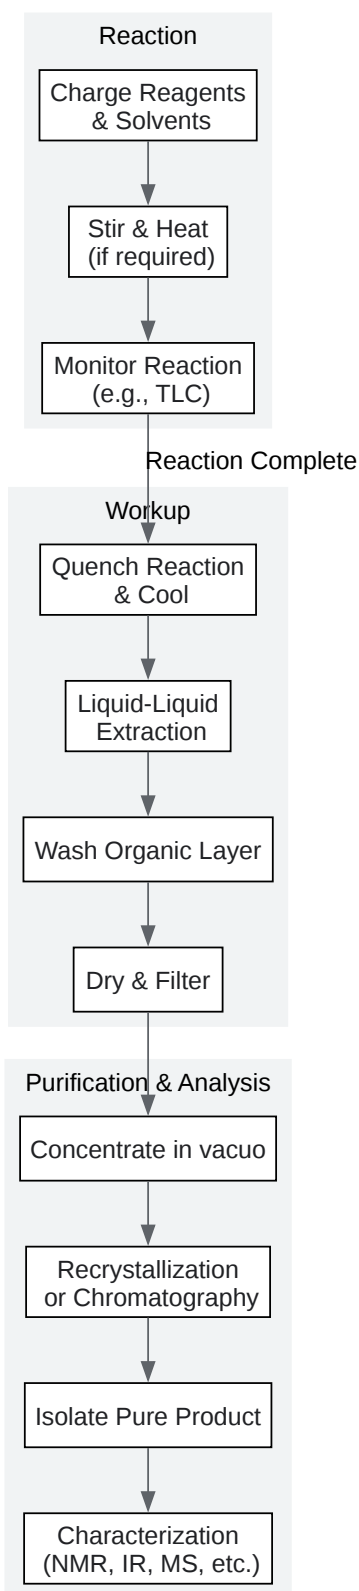 Reaction
Charge Reagents
& Solvents
Stir & Heat
(if required)
Monitor Reaction
(e.g., TLC)
Reaction Complete
Workup
Quench Reaction
& Cool
Liquid-Liquid
Extraction
Wash Organic Layer
Dry & Filter
Purification & Analysis
Concentrate in vacuo
Recrystallization
or Chromatography
Isolate Pure Product
Characterization
(NMR, IR, MS, etc.)